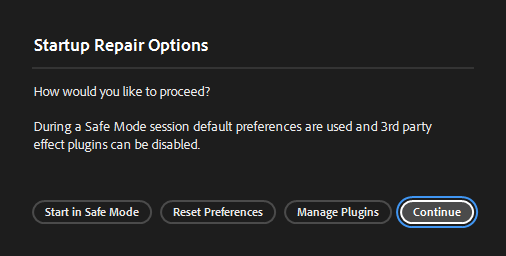 Startup Repair Options
How would you like to proceed?
During a Safe Mode session default preferences are used and 3rd party
effect plugins can be disabled.
Start in Safe Mode
Reset Preferences
Manage Plugins
Continue